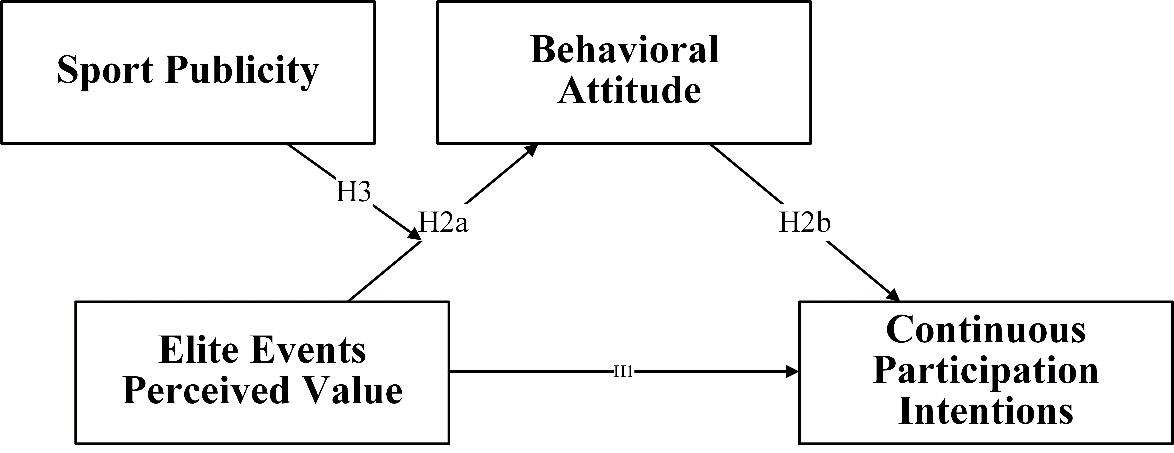 Sport Publicity
Behavioral
Attitude
H3
H2a
H2b
Elite Events
Perceived Value
Continuous
Participation
Intentions